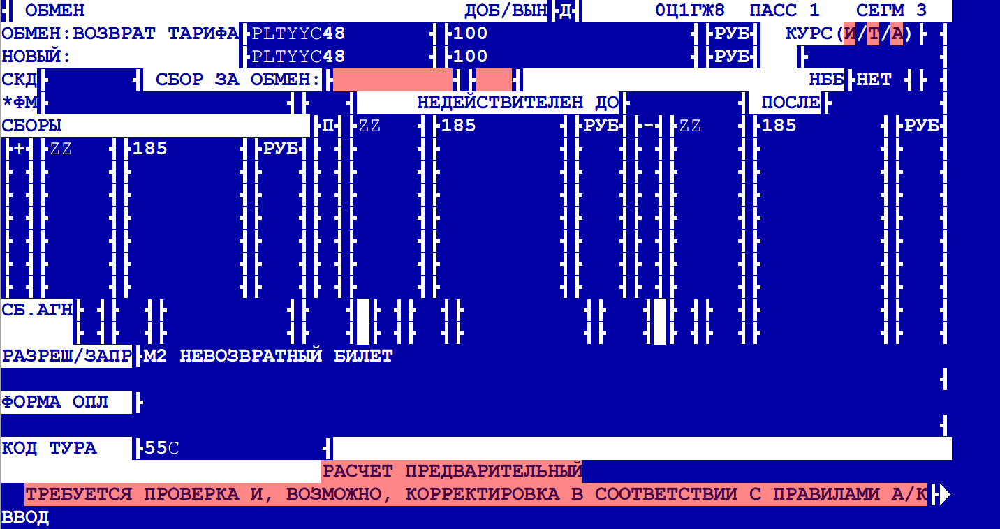 ОБМЕН ДОБ/ВЫН Д 0Ц1ГЖ8 ПАСС 1 СЕГМ 3
ОБМЕН:ВОЗВРАТ ТАРИФА PLTYYC48 100 РУБ КУРС(И/Т/А)
НОВЫЙ: PLTYYC48 100 РУБ
СКД СБОР ЗА ОБМЕН: НББ НЕТ
*ФМ НЕДЕЙСТВИТЕЛЕН ДО ПОСЛЕ
СБОРЫ П ZZ 185 РУБ - ZZ 185 РУБ
+ ZZ 185 РУБ
СБ.АГН
РАЗРЕШ/ЗАПР М2 НЕВОЗВРАТНЫЙ БИЛЕТ
ФОРМА ОПЛ
КОД ТУРА 55C
РАСЧЕТ ПРЕДВАРИТЕЛЬНЫЙ
ТРЕБУЕТСЯ ПРОВЕРКА И, ВОЗМОЖНО, КОРРЕКТИРОВКА В СООТВЕТСТВИИ С ПРАВИЛАМИ А/К
ВВОД